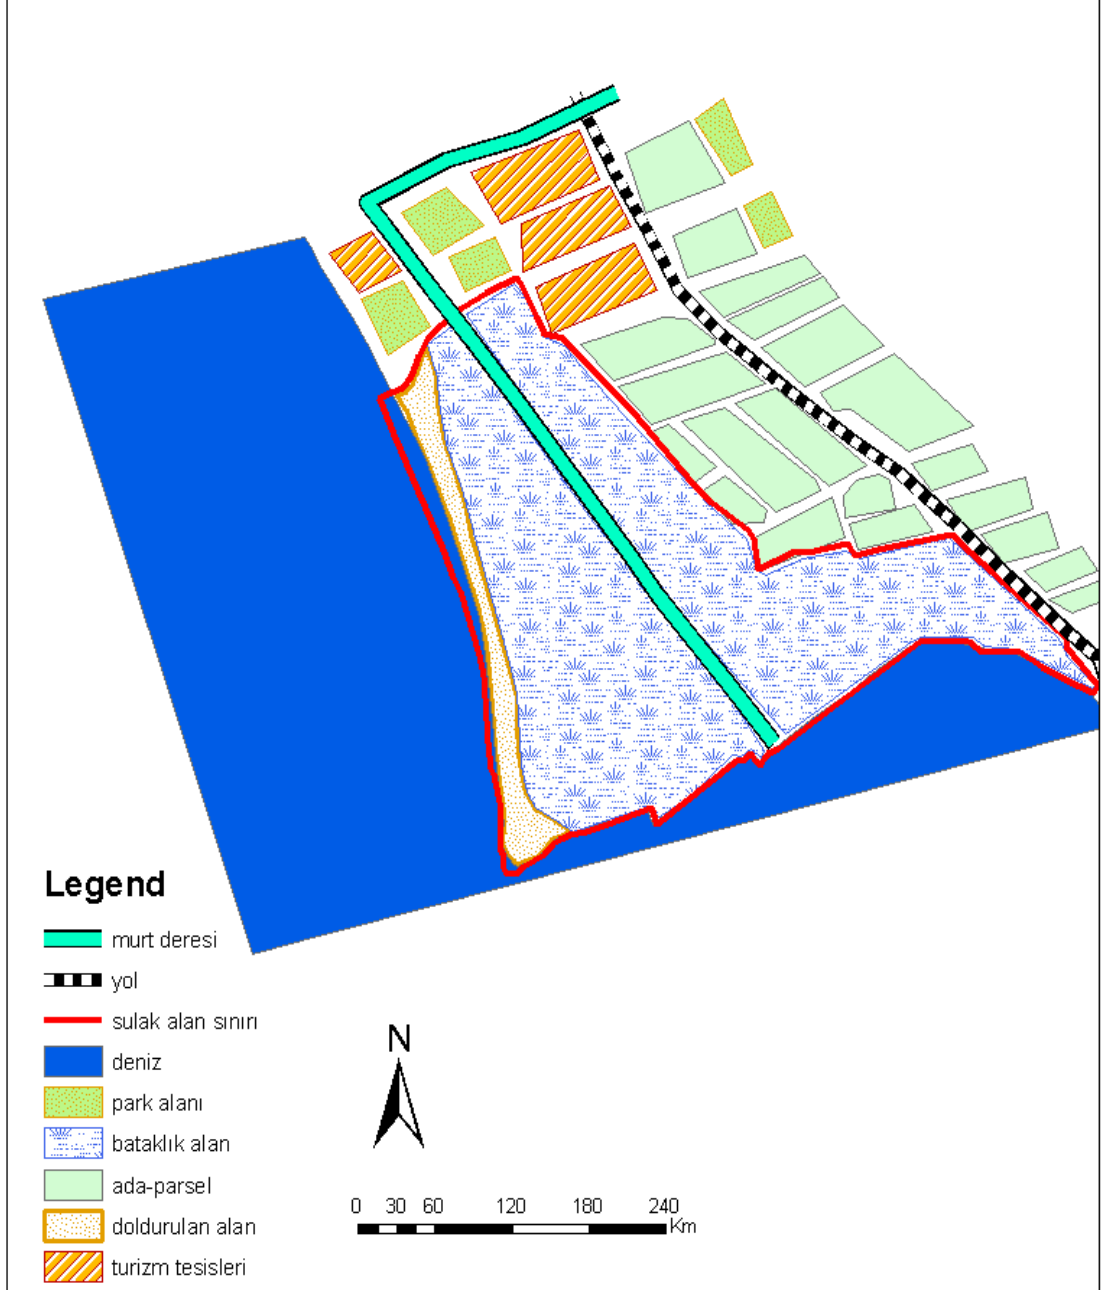 Legend
murt deresi
yol
sulak alan sınırı
deniz
park alanı
bataklık alan
ada-parsel
doldurulan alan
turizm tesisleri
N
0 30 60 120 180 240
Km